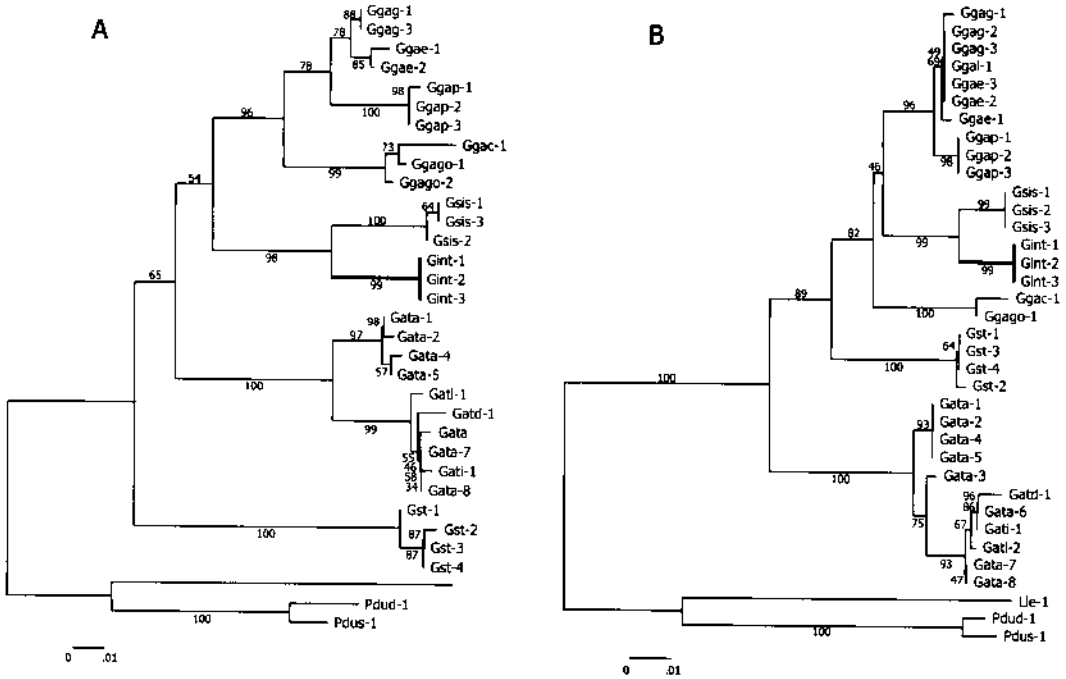 A
88
Ggag-1
Ggag-3
78
Ggae-1
85
Ggae-2
78
98
Ggap-1
Ggap-2
100
Ggap-3
96
73
Ggac-1
Ggago-1
99
Ggago-2
54
64
Gsis-1
100
Gsis-3
Gsis-2
98
Gint-1
99
Gint-2
Gint-3
65
98
Gata-1
97
Gata-2
Gata-4
57
Gata-5
100
Gatl-1
Gatd-1
99
Gata
55
Gata-7
46
Gati-1
58
34
Gata-8
Gst-1
87
Gst-2
100
Gst-3
87
Gst-4
Pdud-1
100
Pdus-1
0 .01
B
Ggag-1
Ggag-2
49
Ggag-3
69
Ggal-1
Ggae-3
Ggae-2
96
Ggae-1
Ggap-1
Ggap-2
98
Ggap-3
46
Gsis-1
99
Gsis-2
Gsis-3
82
99
Gint-1
Gint-2
99
Gint-3
89
Ggac-1
100
Ggago-1
Gst-1
64
Gst-3
100
Gst-4
Gst-2
100
Gata-1
93
Gata-2
Gata-4
Gata-5
100
Gata-3
96
Gatd-1
86
Gata-6
75
67
Gati-1
Gatl-2
93
Gata-7
47
Gata-8
Lle-1
Pdud-1
100
Pdus-1
0 .01